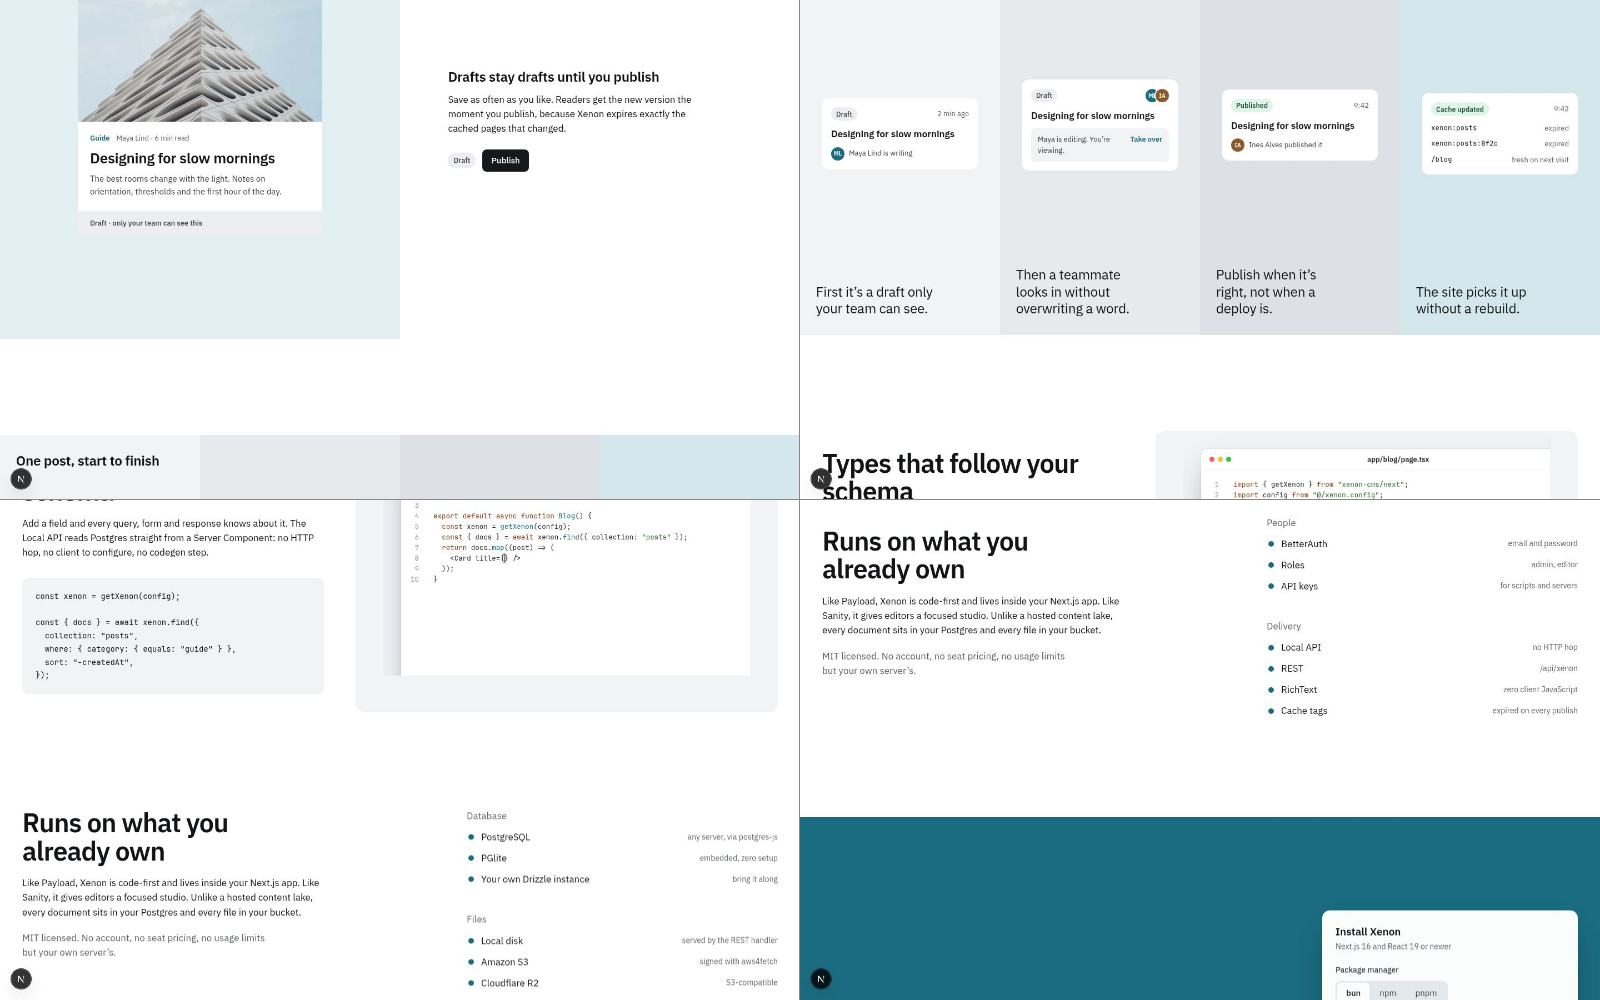 Guide Maya Lind · 6 min read
Designing for slow mornings
The best rooms change with the light. Notes on
orientation, thresholds and the first hour of the day.
Draft · only your team can see this
Drafts stay drafts until you publish
Save as often as you like. Readers get the new version the
moment you publish, because Xenon expires exactly the
cached pages that changed.
Draft Publish
One post, start to finish
N
Draft 2 min ago
Designing for slow mornings
ML Maya Lind is writing
First it’s a draft only
your team can see.
Draft ML IA
Designing for slow mornings
Maya is editing. You’re
viewing.
Take over
Then a teammate
looks in without
overwriting a word.
Published 9:42
Designing for slow mornings
IA Ines Alves published it
Publish when it’s
right, not when a
deploy is.
Cache updated 9:42
xenon:posts expired
xenon:posts:8f2c expired
/blog fresh on next visit
The site picks it up
without a rebuild.
Types that follow your
schema
N
app/blog/page.tsx
1 import { getXenon } from "xenon-cms/next";
2 import config from "@/xenon.config";
Add a field and every query, form and response knows about it. The
Local API reads Postgres straight from a Server Component: no HTTP
hop, no client to configure, no codegen step.
const xenon = getXenon(config);
const { docs } = await xenon.find({
collection: "posts",
where: { category: { equals: "guide" } },
sort: "-createdAt",
});
3
4 export default async function Blog() {
5 const xenon = getXenon(config);
6 const { docs } = await xenon.find({ collection: "posts" });
7 return docs.map((post) => (
8 <Card title={} />
9 ));
10 }
Runs on what you
already own
Like Payload, Xenon is code-first and lives inside your Next.js app. Like
Sanity, it gives editors a focused studio. Unlike a hosted content lake,
every document sits in your Postgres and every file in your bucket.
MIT licensed. No account, no seat pricing, no usage limits
but your own server’s.
N
Database
PostgreSQL any server, via postgres-js
PGlite embedded, zero setup
Your own Drizzle instance bring it along
Files
Local disk served by the REST handler
Amazon S3 signed with aws4fetch
Cloudflare R2 S3-compatible
Runs on what you
already own
Like Payload, Xenon is code-first and lives inside your Next.js app. Like
Sanity, it gives editors a focused studio. Unlike a hosted content lake,
every document sits in your Postgres and every file in your bucket.
MIT licensed. No account, no seat pricing, no usage limits
but your own server’s.
People
BetterAuth email and password
Roles admin, editor
API keys for scripts and servers
Delivery
Local API no HTTP hop
REST /api/xenon
RichText zero client JavaScript
Cache tags expired on every publish
N
Install Xenon
Next.js 16 and React 19 or newer
Package manager
bun npm pnpm